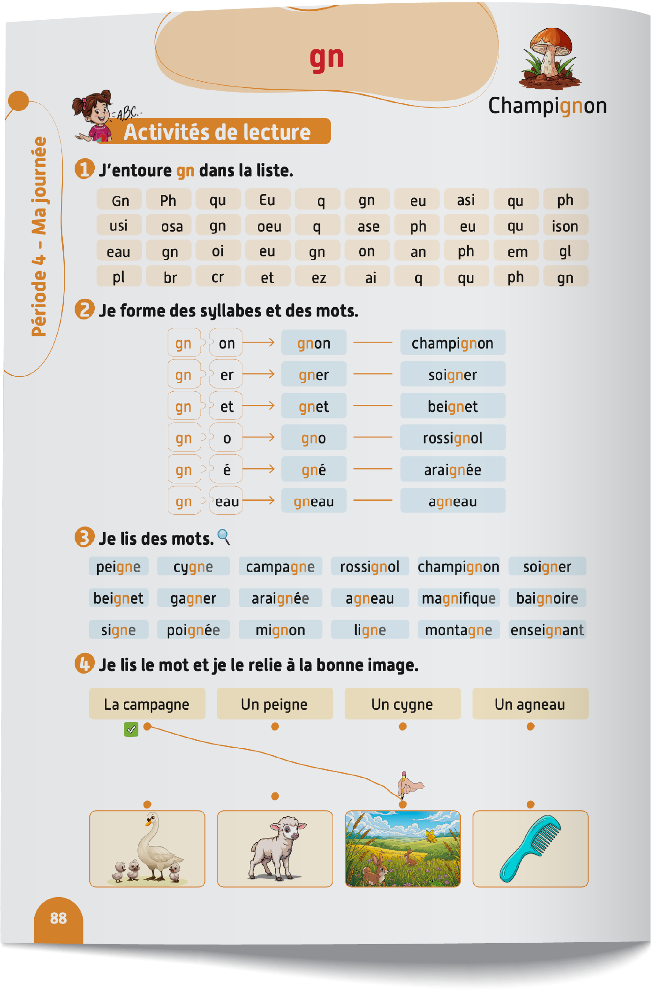 gn
Champignon
ABC..
Activités de lecture
Période 4 - Ma journée
1 J'entoure gn dans la liste.
Gn Ph qu Eu q gn eu asi qu ph
usi osa gn oeu q ase ph eu qu ison
eau gn oi eu gn on an ph em gl
pl br cr et ez ai q qu ph gn
2 Je forme des syllabes et des mots.
gn on gnon champignon
gn er gner soigner
gn et gnet beignet
gn o gno rossignol
gn é gné araignée
gn eau gneau agneau
3 Je lis des mots.
peigne cygne campagne rossignol champignon soigner
beignet gagner araignée agneau magnifique baignoire
signe poignée mignon ligne montagne enseignant
4 Je lis le mot et je le relie à la bonne image.
La campagne Un peigne Un cygne Un agneau
88